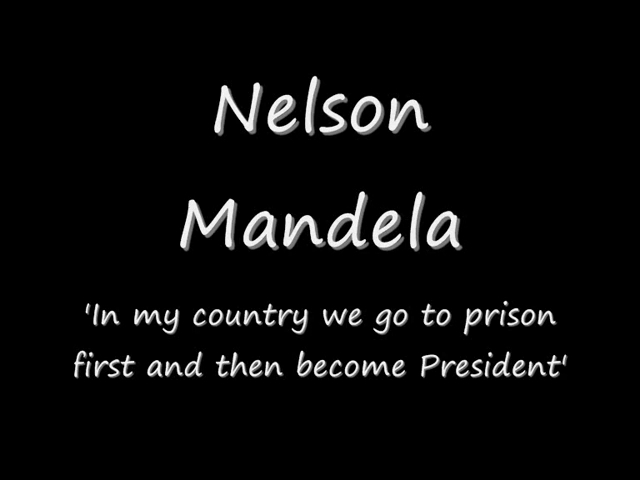 Nelson
Mandela
'In my country we go to prison
first and then become President'